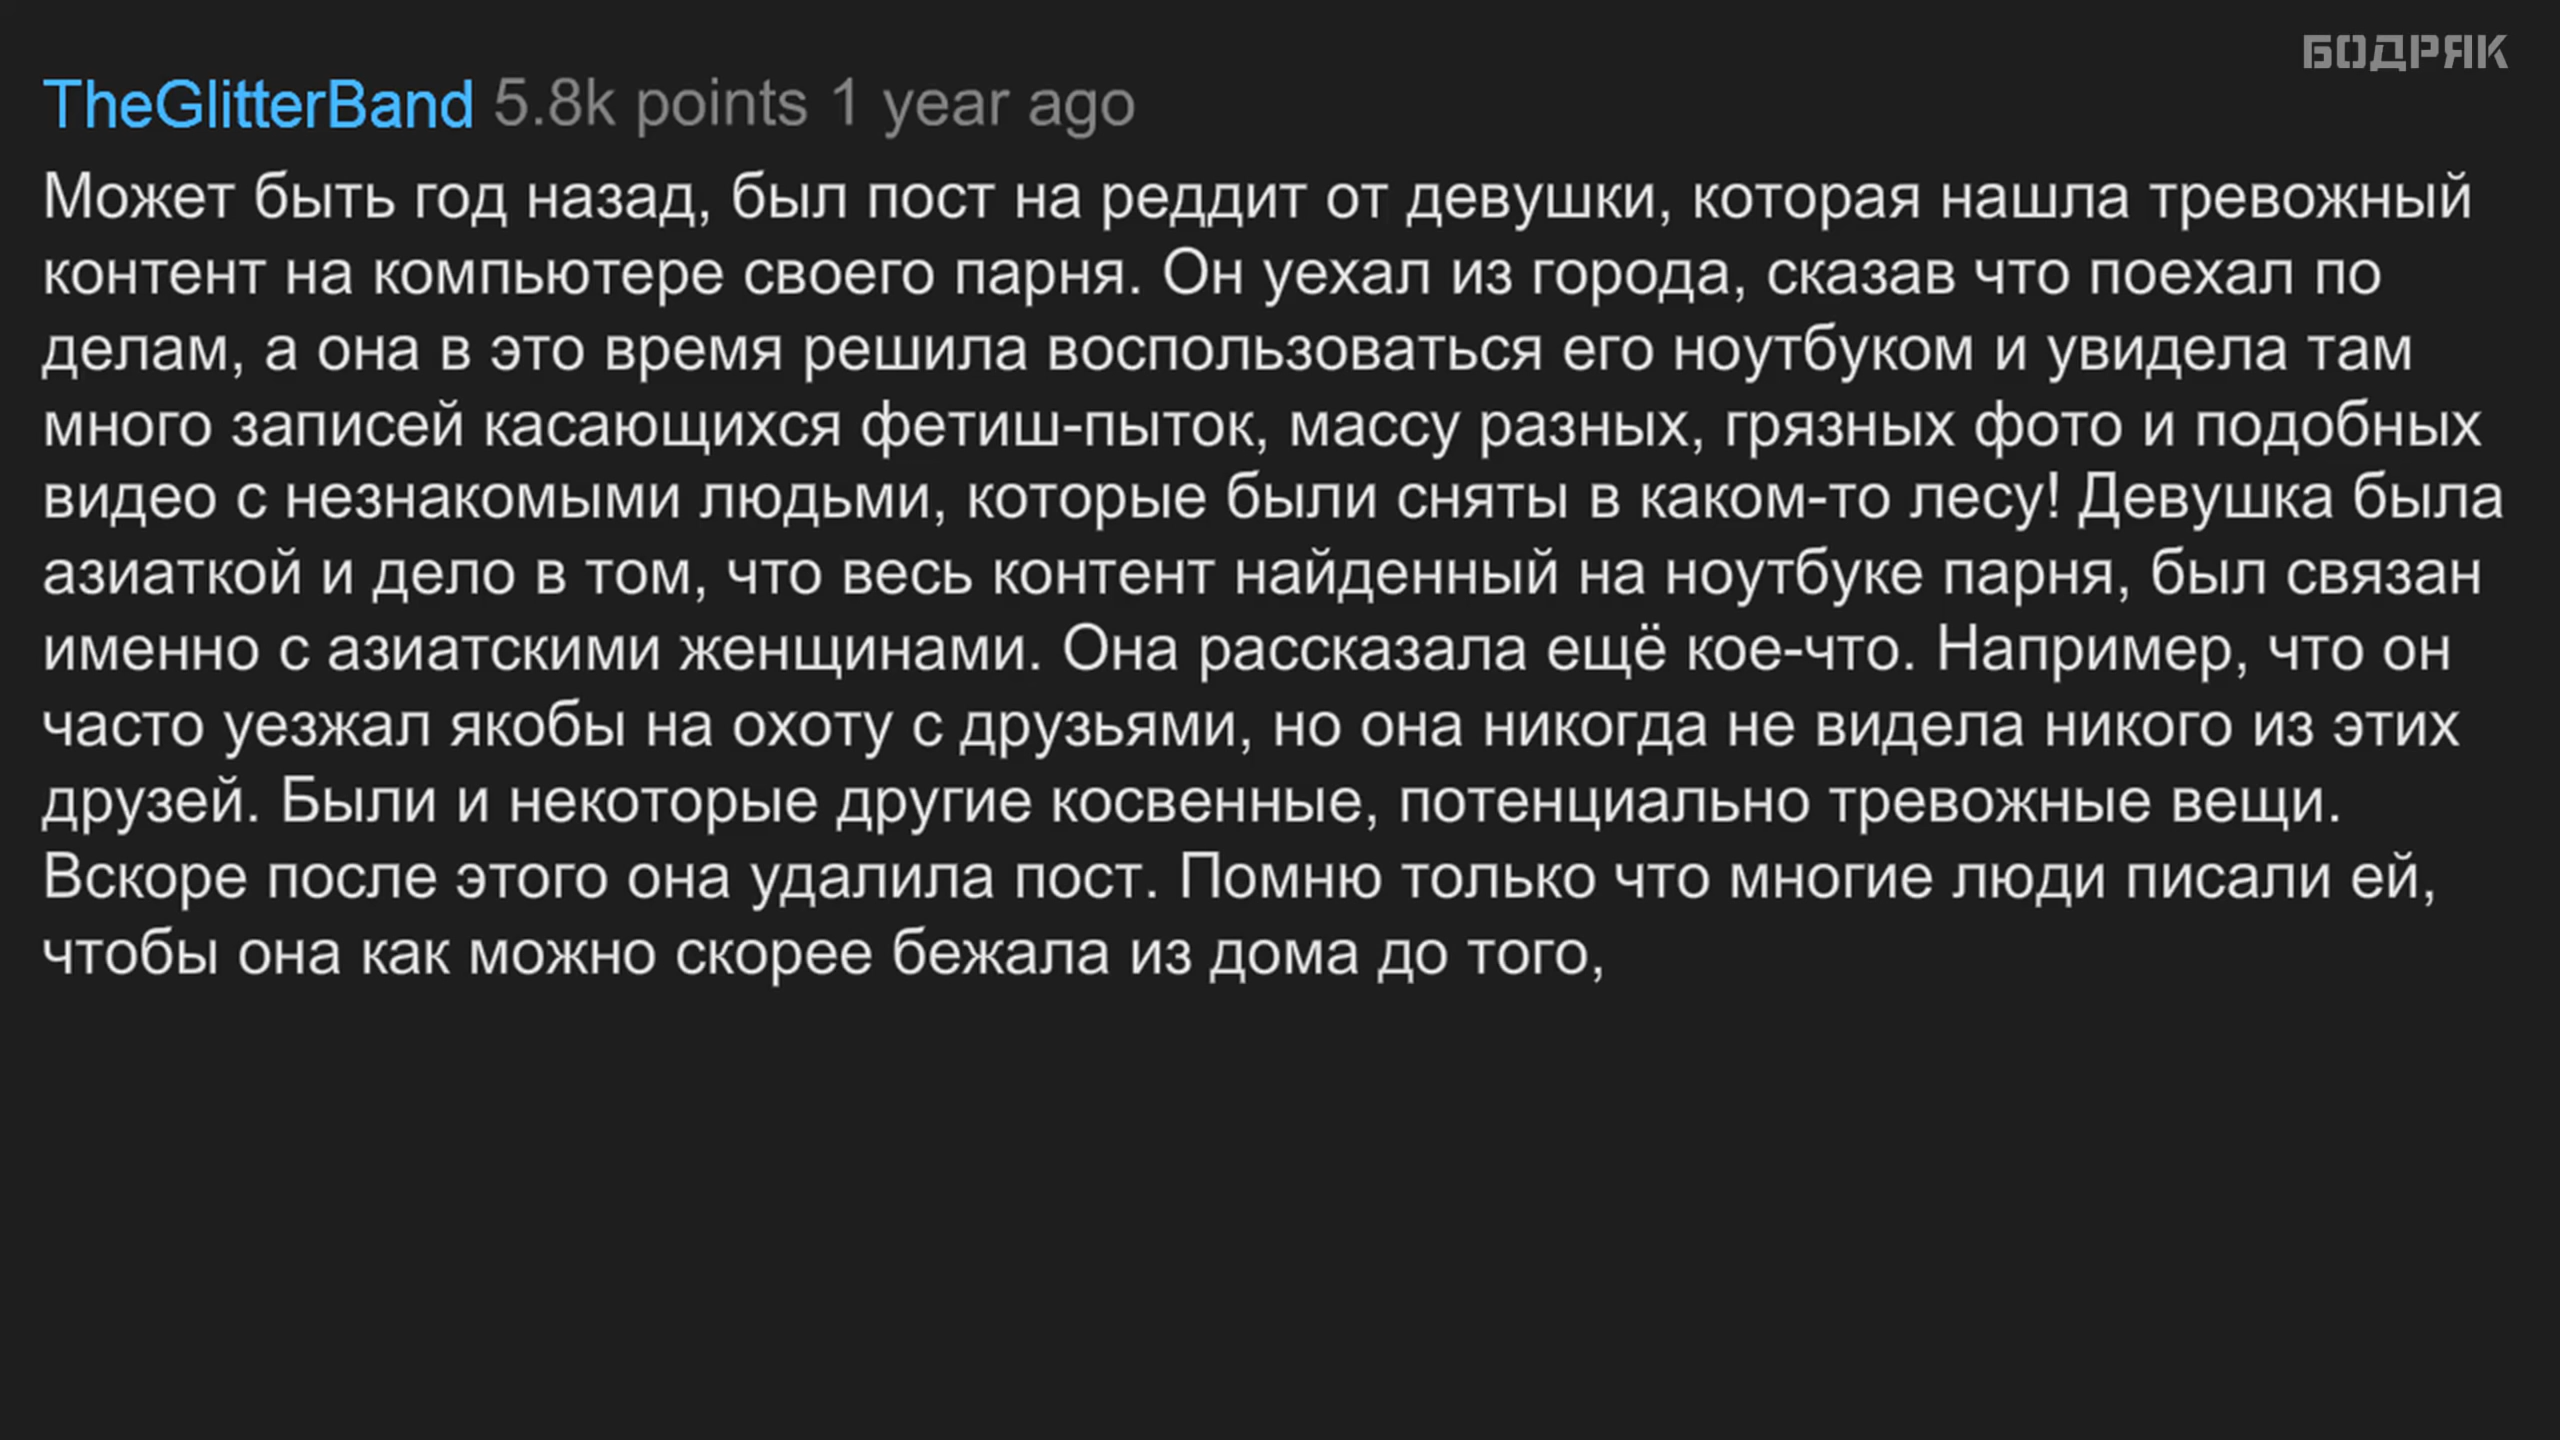 БОДРЯК
TheGlitterBand 5.8k points 1 year ago
Может быть год назад, был пост на реддит от девушки, которая нашла тревожный
контент на компьютере своего парня. Он уехал из города, сказав что поехал по
делам, а она в это время решила воспользоваться его ноутбуком и увидела там
много записей касающихся фетиш-пыток, массу разных, грязных фото и подобных
видео с незнакомыми людьми, которые были сняты в каком-то лесу! Девушка была
азиаткой и дело в том, что весь контент найденный на ноутбуке парня, был связан
именно с азиатскими женщинами. Она рассказала ещё кое-что. Например, что он
часто уезжал якобы на охоту с друзьями, но она никогда не видела никого из этих
друзей. Были и некоторые другие косвенные, потенциально тревожные вещи.
Вскоре после этого она удалила пост. Помню только что многие люди писали ей,
чтобы она как можно скорее бежала из дома до того,